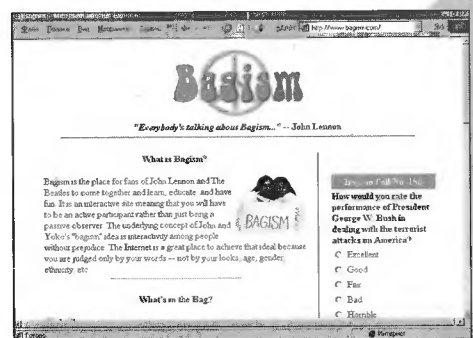 http://www.bagism.com/
Bagism
"Everybody's talking about Bagism..." -- John Lennon
What is Bagism?
Bagism is the place for fans of John Lennon and The
Beatles to come together and learn, educate and have
fun. It is an interactive site meaning that you will have
to be an active participant rather than just being a
passive observer. The underlying concept of John and
Yoko's "bagism" idea is interactivity among people
without prejudice. The Internet is a great place to achieve that ideal because
you are judged only by your words -- not by your looks, age, gender,
ethnicity, etc
BAGISM
What's in the Bag?
How would you rate the
performance of President
George W. Bush in
dealing with the terrorist
attacks on America?
Excellent
Good
Fair
Bad
Horrible
Готово
Интернет